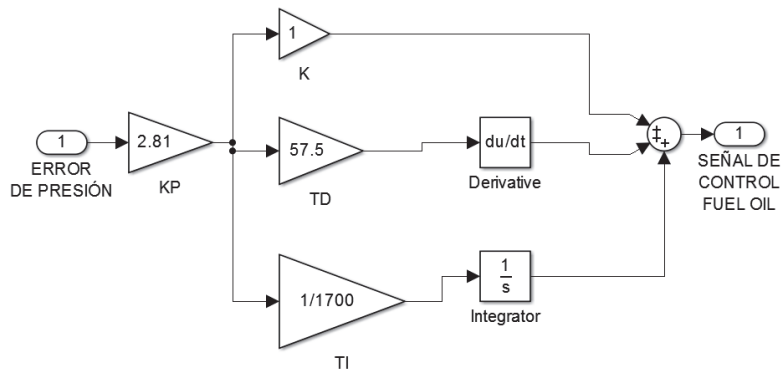 1
K
1
ERROR
DE PRESIÓN
2.81
KP
57.5
TD
du/dt
Derivative
1/1700
TI
1
s
Integrator
+
+
+
1
SEÑAL DE
CONTROL
FUEL OIL